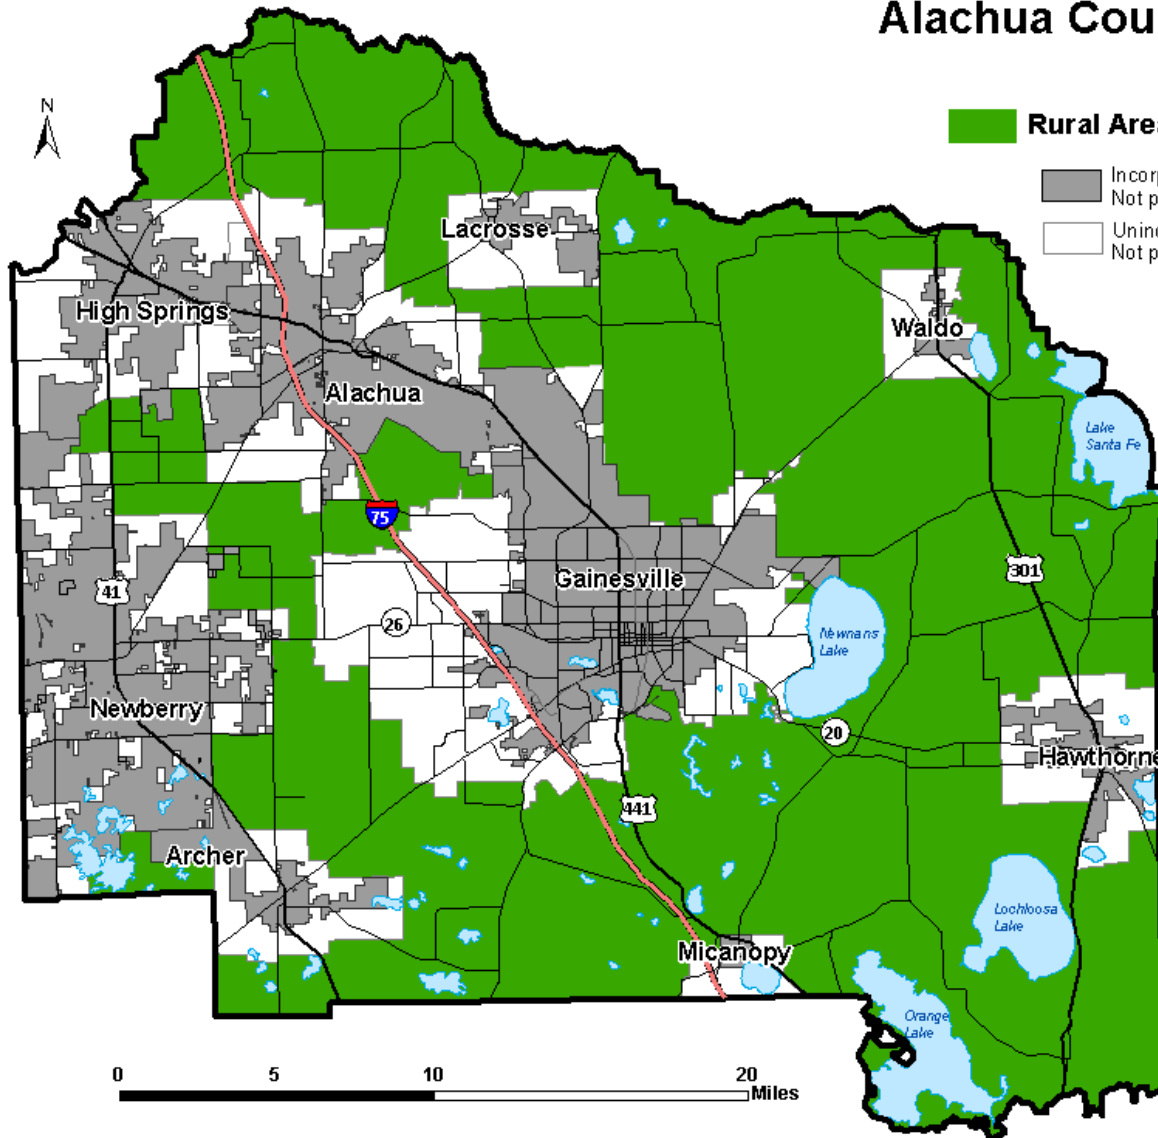 Alachua Cou
N
Rural Area
Incorp
Not p
Uninc
Not p
Lacrosse
High Springs
Waldo
Alachua
Lake
Santa Fe
75
Gainesville
301
41
26
Newnans
Lake
Newberry
20
Hawthorne
441
Archer
Lochloosa
Lake
Micanopy
Orange
Lake
0 5 10 20
Miles